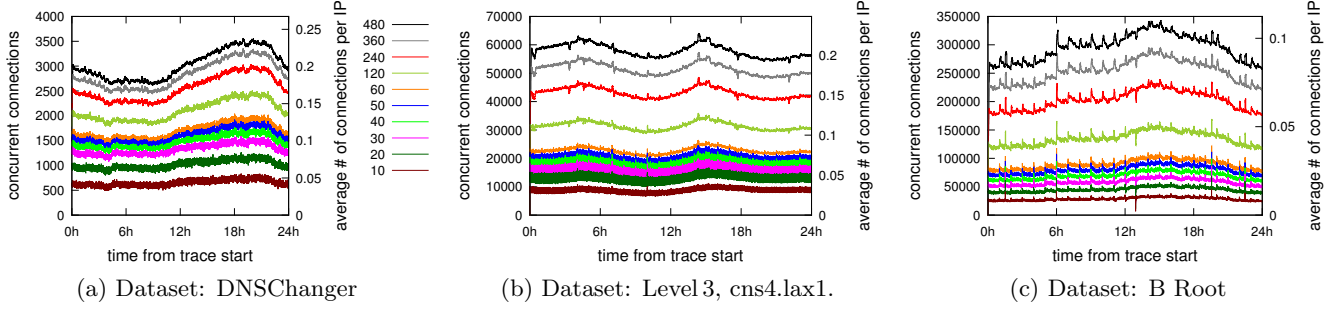 4000
3500
3000
2500
2000
1500
1000
500
0
concurrent connections
0.25
0.2
0.15
0.1
0.05
0
average # of connections per IP
0h
6h
12h
18h
24h
time from trace start
(a) Dataset: DNSChanger
480
360
240
120
60
50
40
30
20
10
70000
60000
50000
40000
30000
20000
10000
0
concurrent connections
0.2
0.15
0.1
0.05
0
average # of connections per IP
0h
6h
12h
18h
24h
time from trace start
(b) Dataset: Level 3, cns4.lax1.
350000
300000
250000
200000
150000
100000
50000
0
concurrent connections
0.1
0.05
0
average # of connections per IP
0h
6h
12h
18h
24h
time from trace start
(c) Dataset: B Root